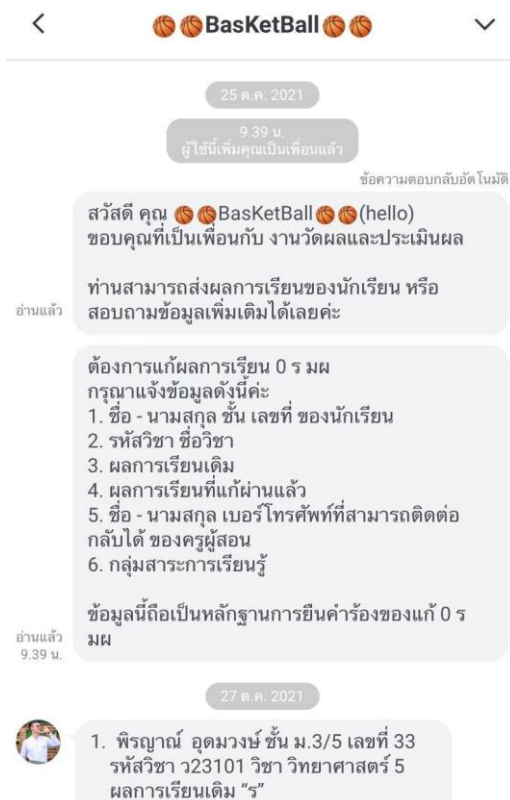 🏀🏀BasKetBall🏀🏀
25 ต.ค. 2021
9.39 น.
ผู้ใช้นี้เพิ่มคุณเป็นเพื่อนแล้ว
ข้อความตอบกลับอัตโนมัติ
สวัสดี คุณ 🏀🏀BasKetBall🏀🏀(hello)
ขอบคุณที่เป็นเพื่อนกับ งานวัดผลและประเมินผล
ท่านสามารถส่งผลการเรียนของนักเรียน หรือ
สอบถามข้อมูลเพิ่มเติมได้เลยค่ะ
อ่านแล้ว
ต้องการแก้ผลการเรียน 0 ร มผ
กรุณาแจ้งข้อมูลดังนี้ค่ะ
1. ชื่อ - นามสกุล ชั้น เลขที่ ของนักเรียน
2. รหัสวิชา ชื่อวิชา
3. ผลการเรียนเดิม
4. ผลการเรียนที่แก้ผ่านแล้ว
5. ชื่อ - นามสกุล เบอร์โทรศัพท์ที่สามารถติดต่อ
กลับได้ ของครูผู้สอน
6. กลุ่มสาระการเรียนรู้
ข้อมูลนี้ถือเป็นหลักฐานการยืนคำร้องของแก้ 0 ร
มผ
อ่านแล้ว
9.39 น.
27 ต.ค. 2021
1. พิรญาณ์ อุดมวงษ์ ชั้น ม.3/5 เลขที่ 33
รหัสวิชา ว23101 วิชา วิทยาศาสตร์ 5
ผลการเรียนเดิม “ร”